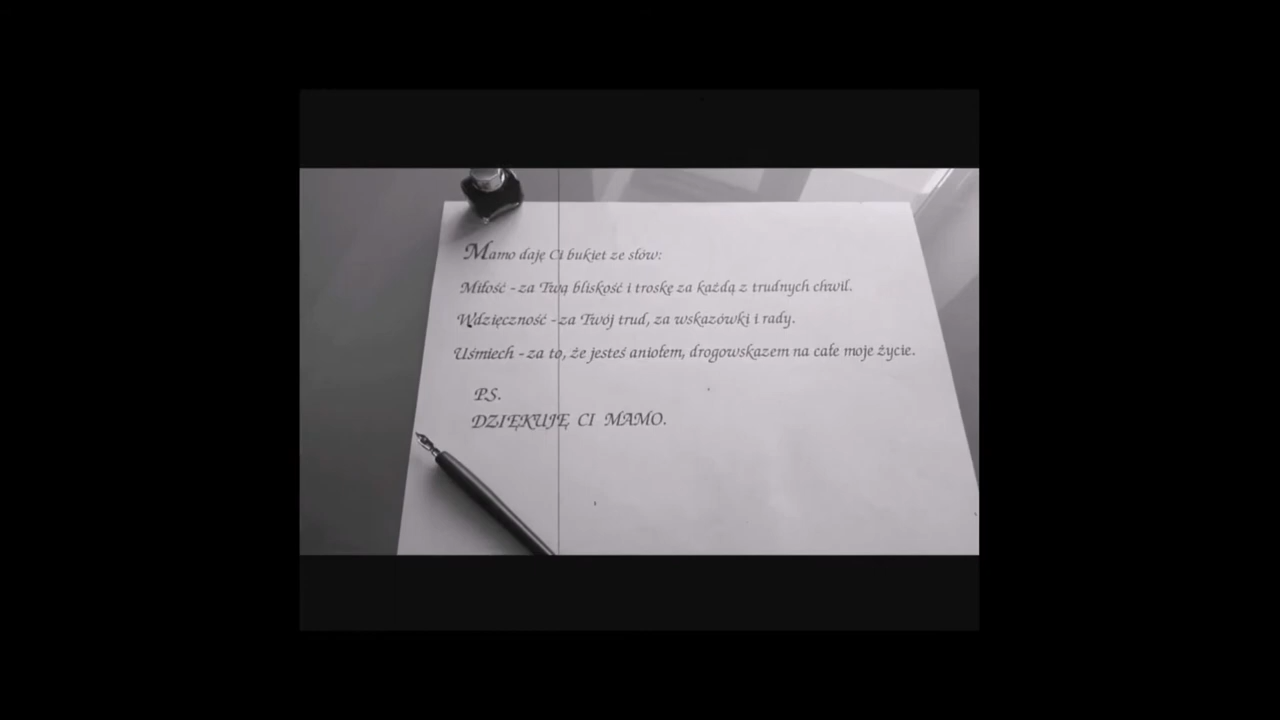 Mamo daję Ci bukiet ze słów:
Miłość - za Twą bliskość i troskę za każdą z trudnych chwil.
Wdzięczność - za Twój trud, za wskazówki i rady.
Uśmiech - za to, że jesteś aniołem, drogowskazem na całe moje życie.
P.S.
DZIĘKUJĘ CI MAMO.